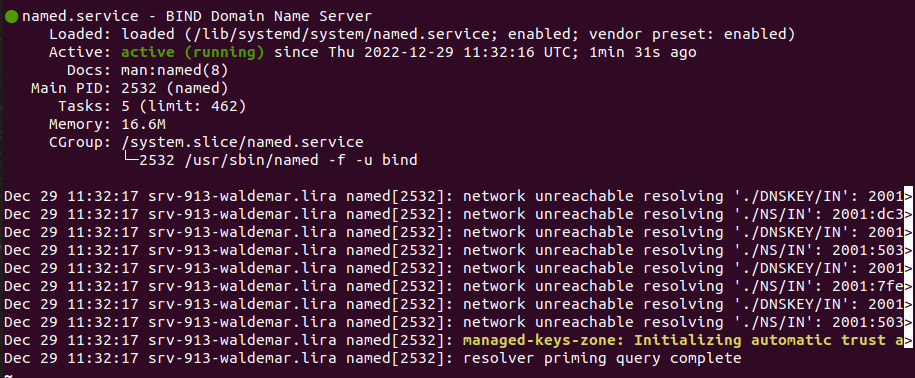 ● named.service - BIND Domain Name Server
Loaded: loaded (/lib/systemd/system/named.service; enabled; vendor preset: enabled)
Active: active (running) since Thu 2022-12-29 11:32:16 UTC; 1min 31s ago
Docs: man:named(8)
Main PID: 2532 (named)
Tasks: 5 (limit: 462)
Memory: 16.6M
CGroup: /system.slice/named.service
└─2532 /usr/sbin/named -f -u bind
Dec 29 11:32:17 srv-913-waldemar.lira named[2532]: network unreachable resolving './DNSKEY/IN': 2001>
Dec 29 11:32:17 srv-913-waldemar.lira named[2532]: network unreachable resolving './NS/IN': 2001:dc3>
Dec 29 11:32:17 srv-913-waldemar.lira named[2532]: network unreachable resolving './DNSKEY/IN': 2001>
Dec 29 11:32:17 srv-913-waldemar.lira named[2532]: network unreachable resolving './NS/IN': 2001:503>
Dec 29 11:32:17 srv-913-waldemar.lira named[2532]: network unreachable resolving './DNSKEY/IN': 2001>
Dec 29 11:32:17 srv-913-waldemar.lira named[2532]: network unreachable resolving './NS/IN': 2001:7fe>
Dec 29 11:32:17 srv-913-waldemar.lira named[2532]: network unreachable resolving './DNSKEY/IN': 2001>
Dec 29 11:32:17 srv-913-waldemar.lira named[2532]: network unreachable resolving './NS/IN': 2001:503>
Dec 29 11:32:17 srv-913-waldemar.lira named[2532]: managed-keys-zone: Initializing automatic trust a>
Dec 29 11:32:17 srv-913-waldemar.lira named[2532]: resolver priming query complete
~